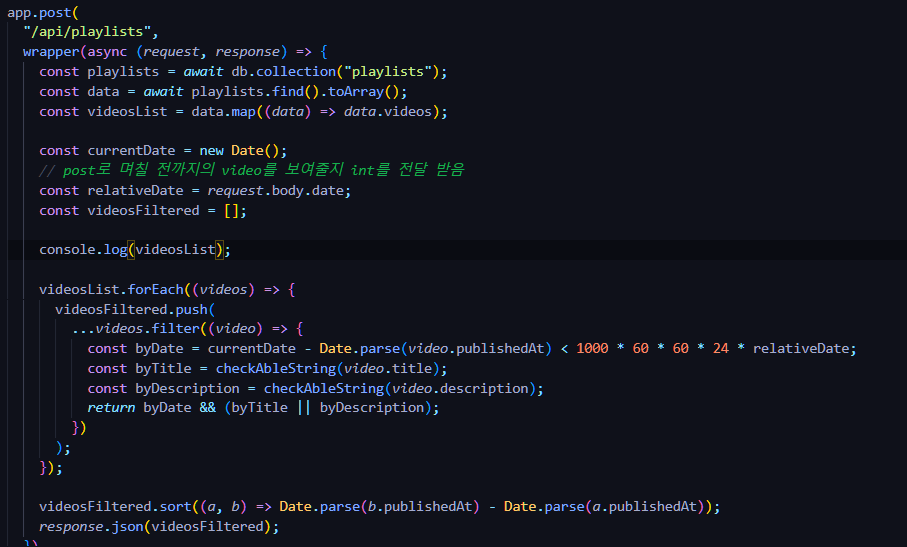 app.post(
"/api/playlists",
wrapper(async (request, response) => {
const playlists = await db.collection("playlists");
const data = await playlists.find().toArray();
const videosList = data.map((data) => data.videos);
const currentDate = new Date();
// post로 며칠 전까지의 video를 보여줄지 int를 전달 받음
const relativeDate = request.body.date;
const videosFiltered = [];
console.log(videosList);
videosList.forEach((videos) => {
videosFiltered.push(
...videos.filter((video) => {
const byDate = currentDate - Date.parse(video.publishedAt) < 1000 * 60 * 60 * 24 * relativeDate;
const byTitle = checkAbleString(video.title);
const byDescription = checkAbleString(video.description);
return byDate && (byTitle || byDescription);
})
);
});
videosFiltered.sort((a, b) => Date.parse(b.publishedAt) - Date.parse(a.publishedAt));
response.json(videosFiltered);
})